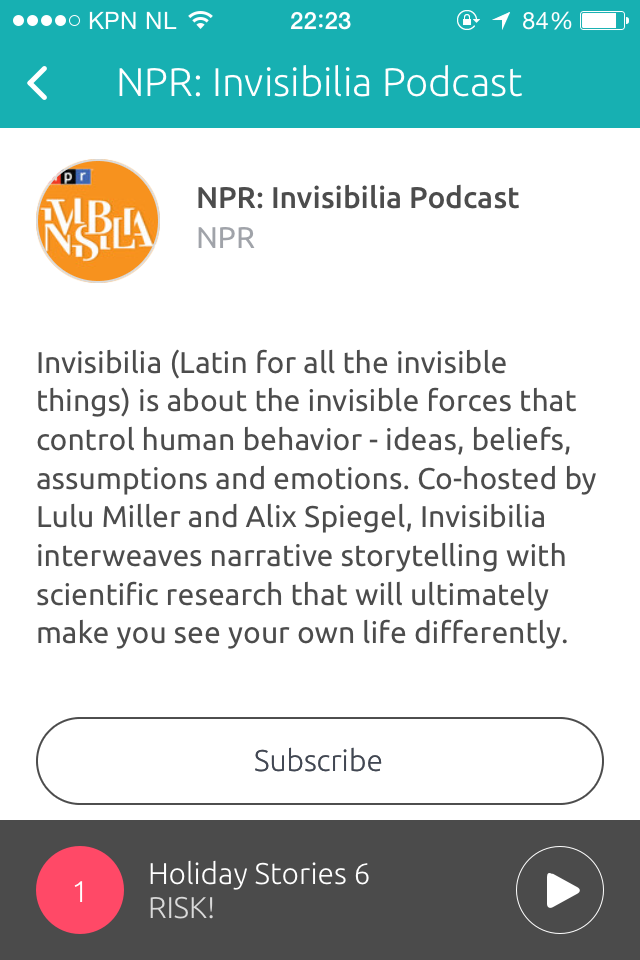 KPN NL 22:23 84%
NPR: Invisibilia Podcast
npr
INVISIBILIA
NPR: Invisibilia Podcast
NPR
Invisibilia (Latin for all the invisible
things) is about the invisible forces that
control human behavior - ideas, beliefs,
assumptions and emotions. Co-hosted by
Lulu Miller and Alix Spiegel, Invisibilia
interweaves narrative storytelling with
scientific research that will ultimately
make you see your own life differently.
Subscribe
1
Holiday Stories 6
RISK!